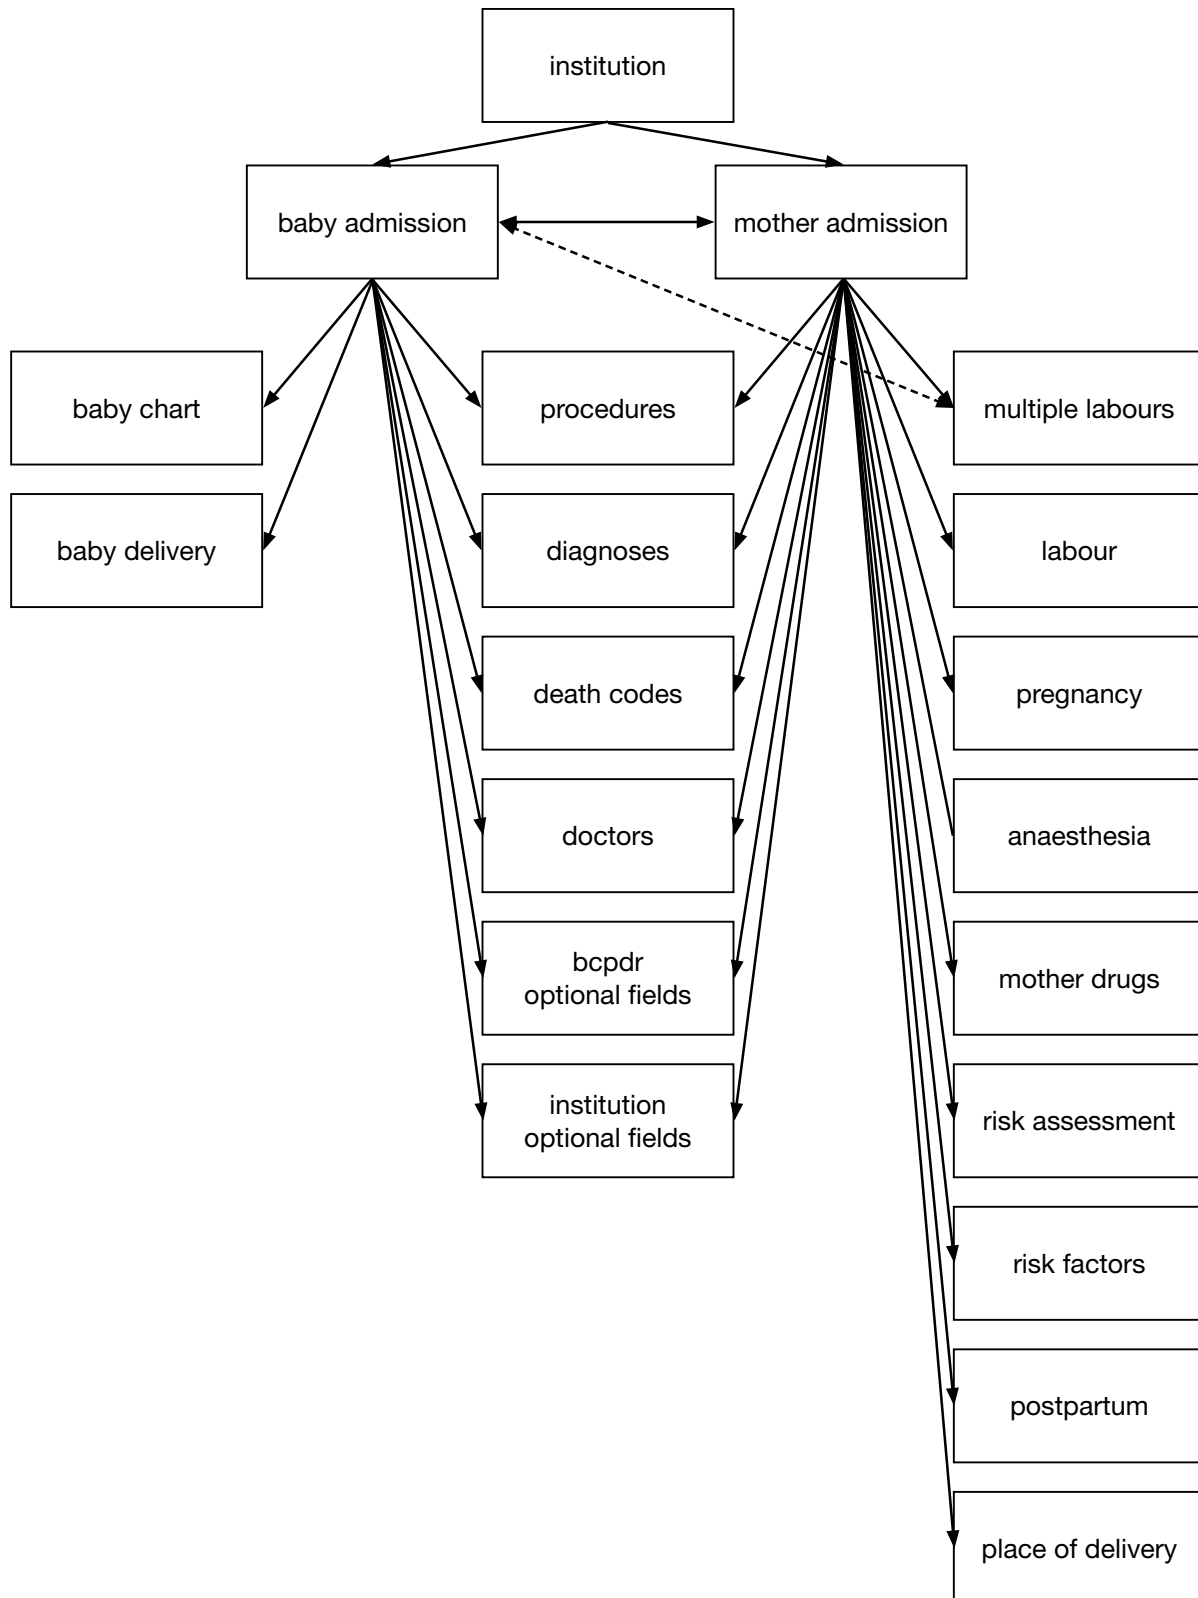 institution
baby admission
mother admission
baby chart
procedures
multiple labours
baby delivery
diagnoses
labour
death codes
pregnancy
doctors
anaesthesia
bcpdr
optional fields
mother drugs
institution
optional fields
risk assessment
risk factors
postpartum
place of delivery